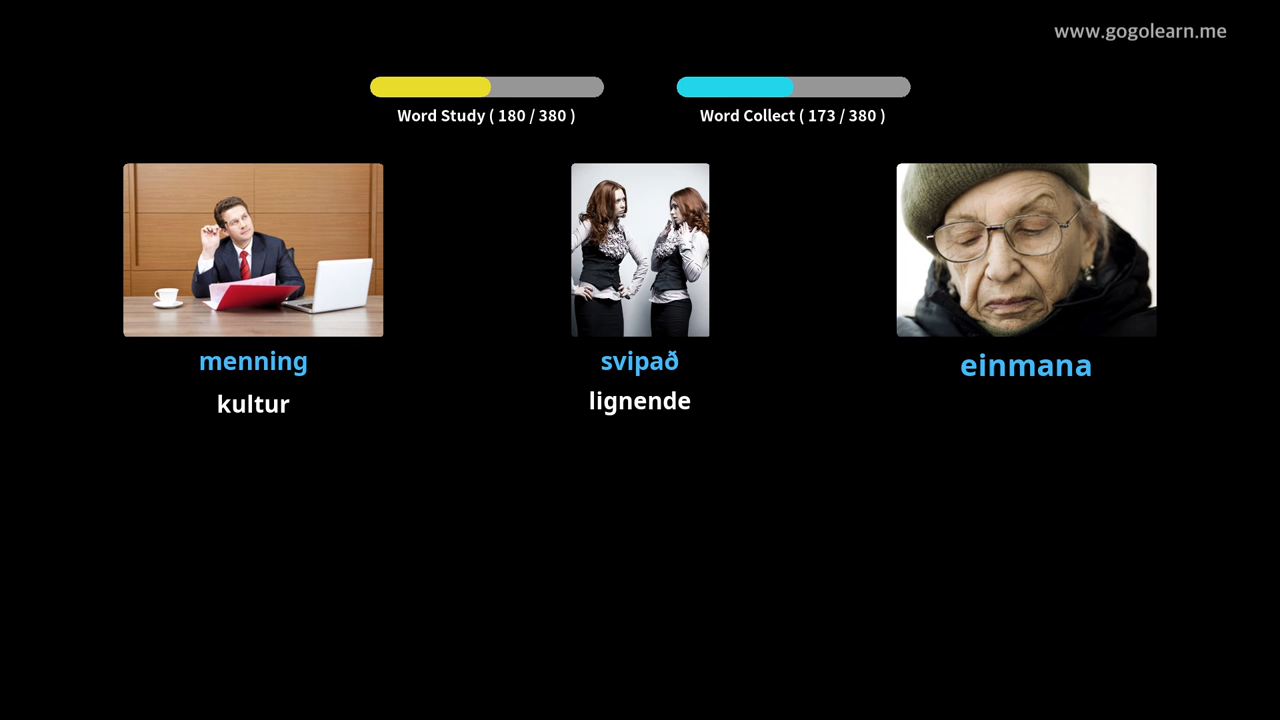 www.gogolearn.me
Word Study ( 180 / 380 )
Word Collect ( 173 / 380 )
menning
svipað
einmana
kultur
lignende